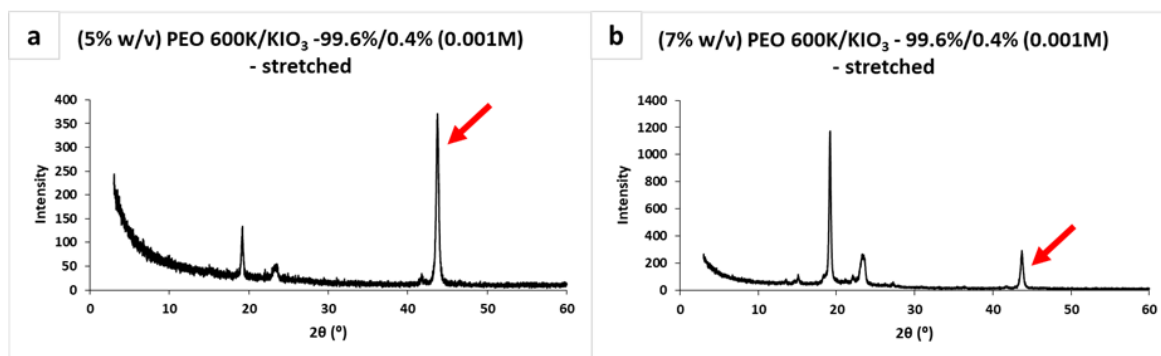 a
(5% w/v) PEO 600K/KIO₃ -99.6%/0.4% (0.001M)
- stretched
400
350
300
250
200
150
100
50
0
Intensity
0 10 20 30 40 50 60
2θ (°)
b
(7% w/v) PEO 600K/KIO₃ - 99.6%/0.4% (0.001M)
- stretched
1400
1200
1000
800
600
400
200
0
Intensity
0 10 20 30 40 50 60
2θ (°)